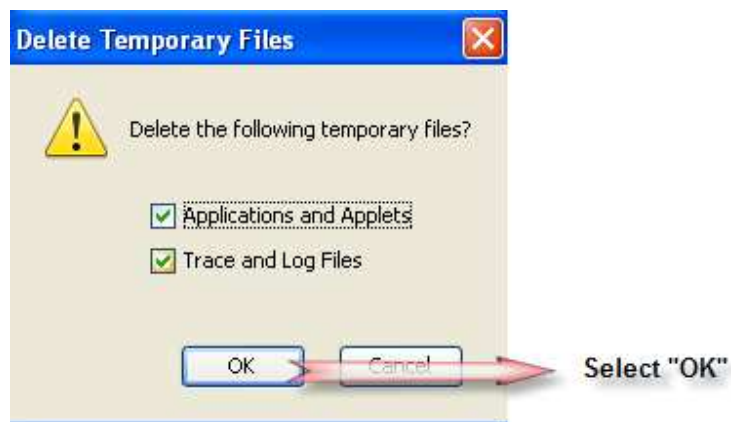 Delete Temporary Files
Delete the following temporary files?
Applications and Applets
Trace and Log Files
OK
Cancel
Select "OK"